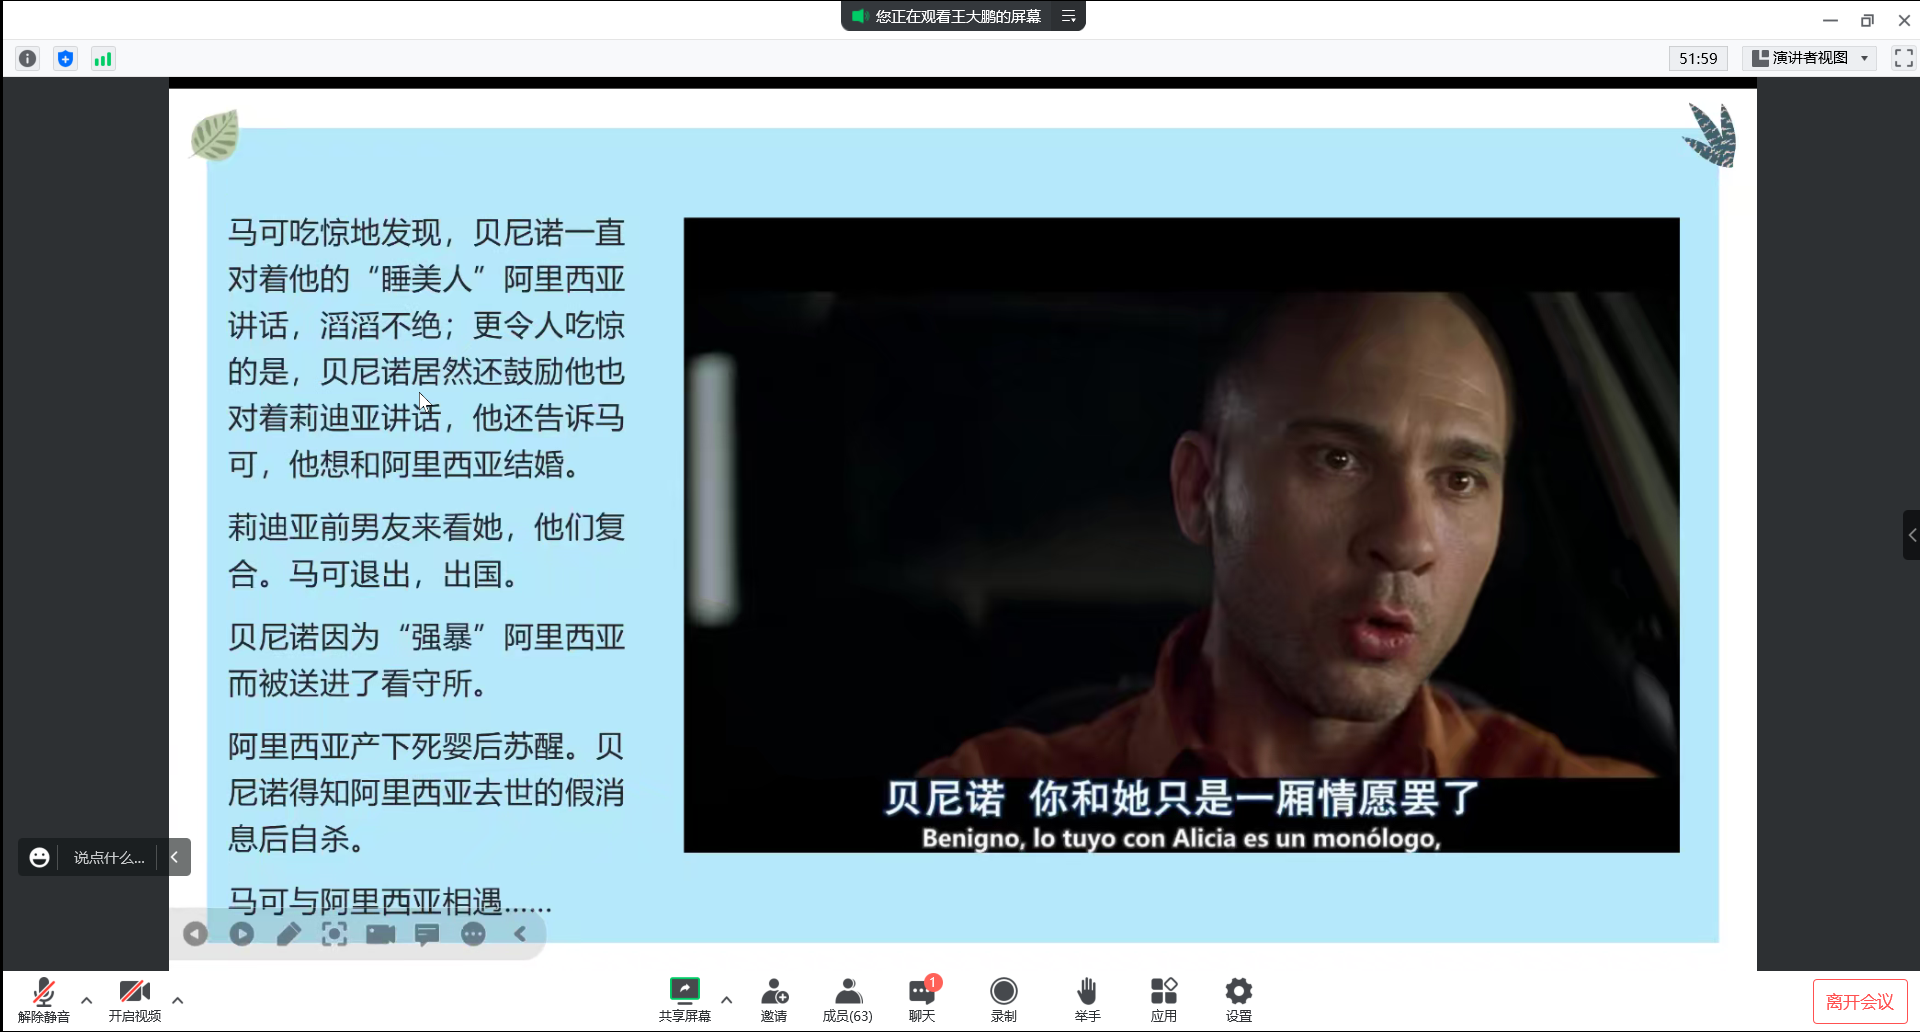 您正在观看王大鹏的屏幕
51:59
演讲者视图
马可吃惊地发现，贝尼诺一直
对着他的“睡美人”阿里西亚
讲话，滔滔不绝；更令人吃惊
的是，贝尼诺居然还鼓励他也
对着莉迪亚讲话，他还告诉马
可，他想和阿里西亚结婚。
莉迪亚前男友来看她，他们复
合。马可退出，出国。
贝尼诺因为“强暴”阿里西亚
而被送进了看守所。
阿里西亚产下死婴后苏醒。贝
尼诺得知阿里西亚去世的假消
息后自杀。
马可与阿里西亚相遇……
贝尼诺 你和她只是一厢情愿罢了
Benigno, lo tuyo con Alicia es un monólogo,
说点什么...
解除静音
开启视频
共享屏幕
邀请
成员(63)
1
聊天
录制
举手
应用
设置
离开会议